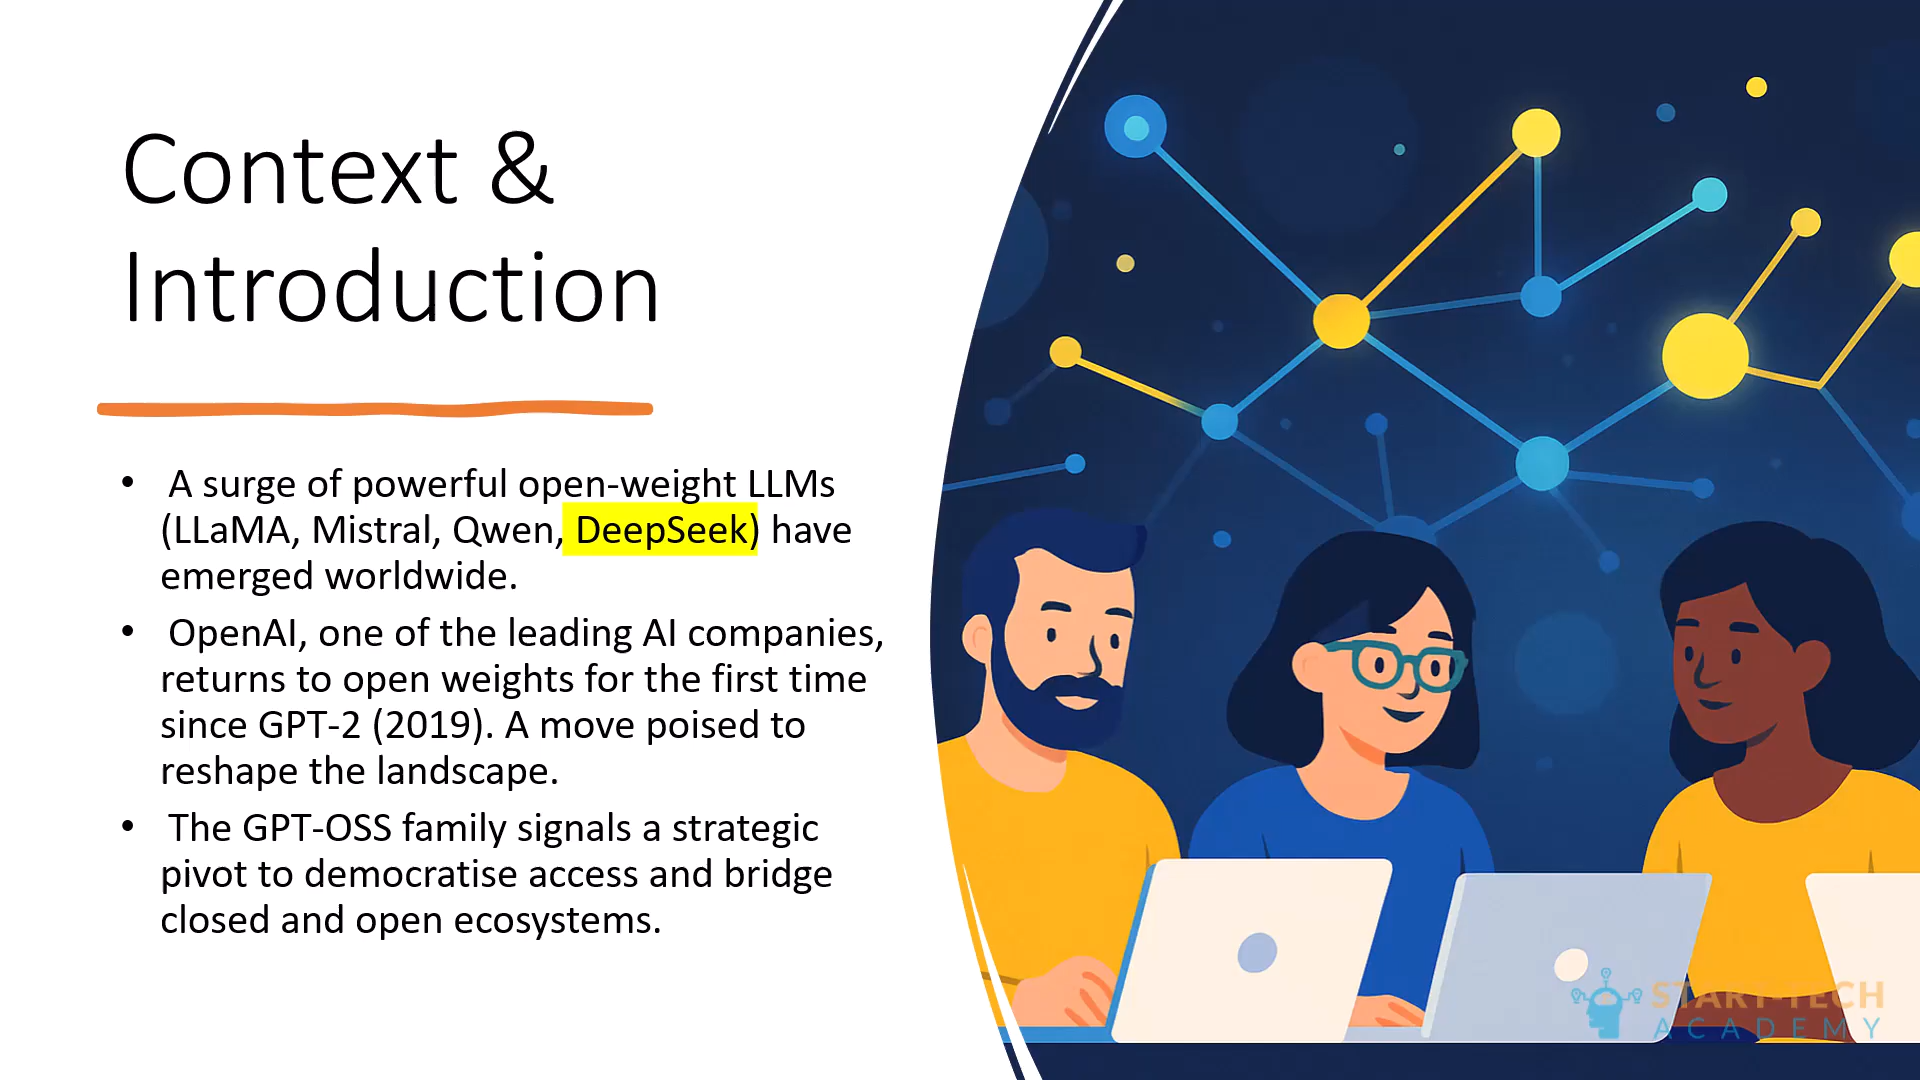 Context &
Introduction
• A surge of powerful open-weight LLMs
(LLaMA, Mistral, Qwen, DeepSeek) have
emerged worldwide.
• OpenAI, one of the leading AI companies,
returns to open weights for the first time
since GPT-2 (2019). A move poised to
reshape the landscape.
• The GPT-OSS family signals a strategic
pivot to democratise access and bridge
closed and open ecosystems.
START-TECH
ACADEMY